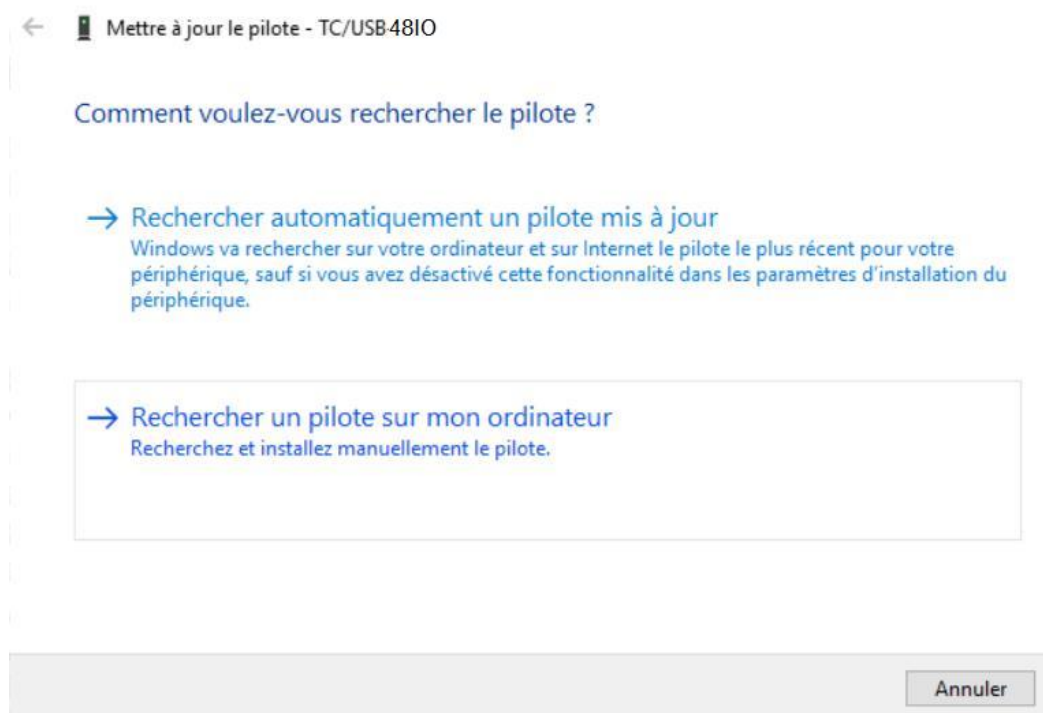 Mettre à jour le pilote - TC/USB-48IO
Comment voulez-vous rechercher le pilote ?
Rechercher automatiquement un pilote mis à jour
Windows va rechercher sur votre ordinateur et sur Internet le pilote le plus récent pour votre
périphérique, sauf si vous avez désactivé cette fonctionnalité dans les paramètres d'installation du
périphérique.
Rechercher un pilote sur mon ordinateur
Recherchez et installez manuellement le pilote.
Annuler